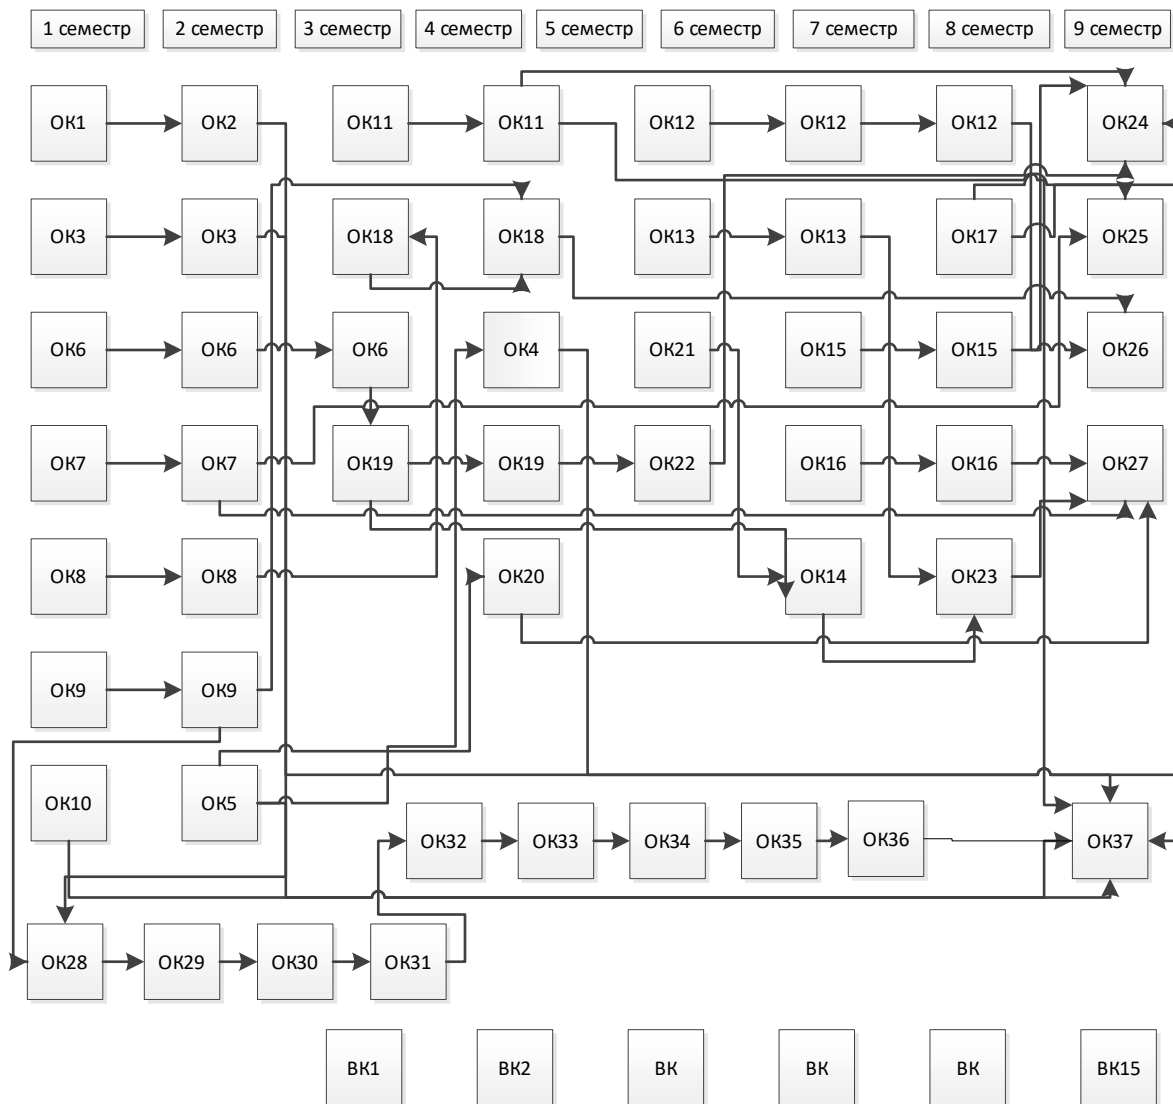 1 семестр 2 семестр 3 семестр 4 семестр 5 семестр 6 семестр 7 семестр 8 семестр 9 семестр
ОК1 ОК2 ОК11 ОК11 ОК12 ОК12 ОК12 ОК24
ОК3 ОК3 ОК18 ОК18 ОК13 ОК13 ОК17 ОК25
ОК6 ОК6 ОК6 ОК4 ОК21 ОК15 ОК15 ОК26
ОК7 ОК7 ОК19 ОК19 ОК22 ОК16 ОК16 ОК27
ОК8 ОК8 ОК20 ОК14 ОК23
ОК9 ОК9
ОК10 ОК5
ОК32 ОК33 ОК34 ОК35 ОК36 ОК37
ОК28 ОК29 ОК30 ОК31
ВК1 ВК2 ВК ВК ВК ВК15